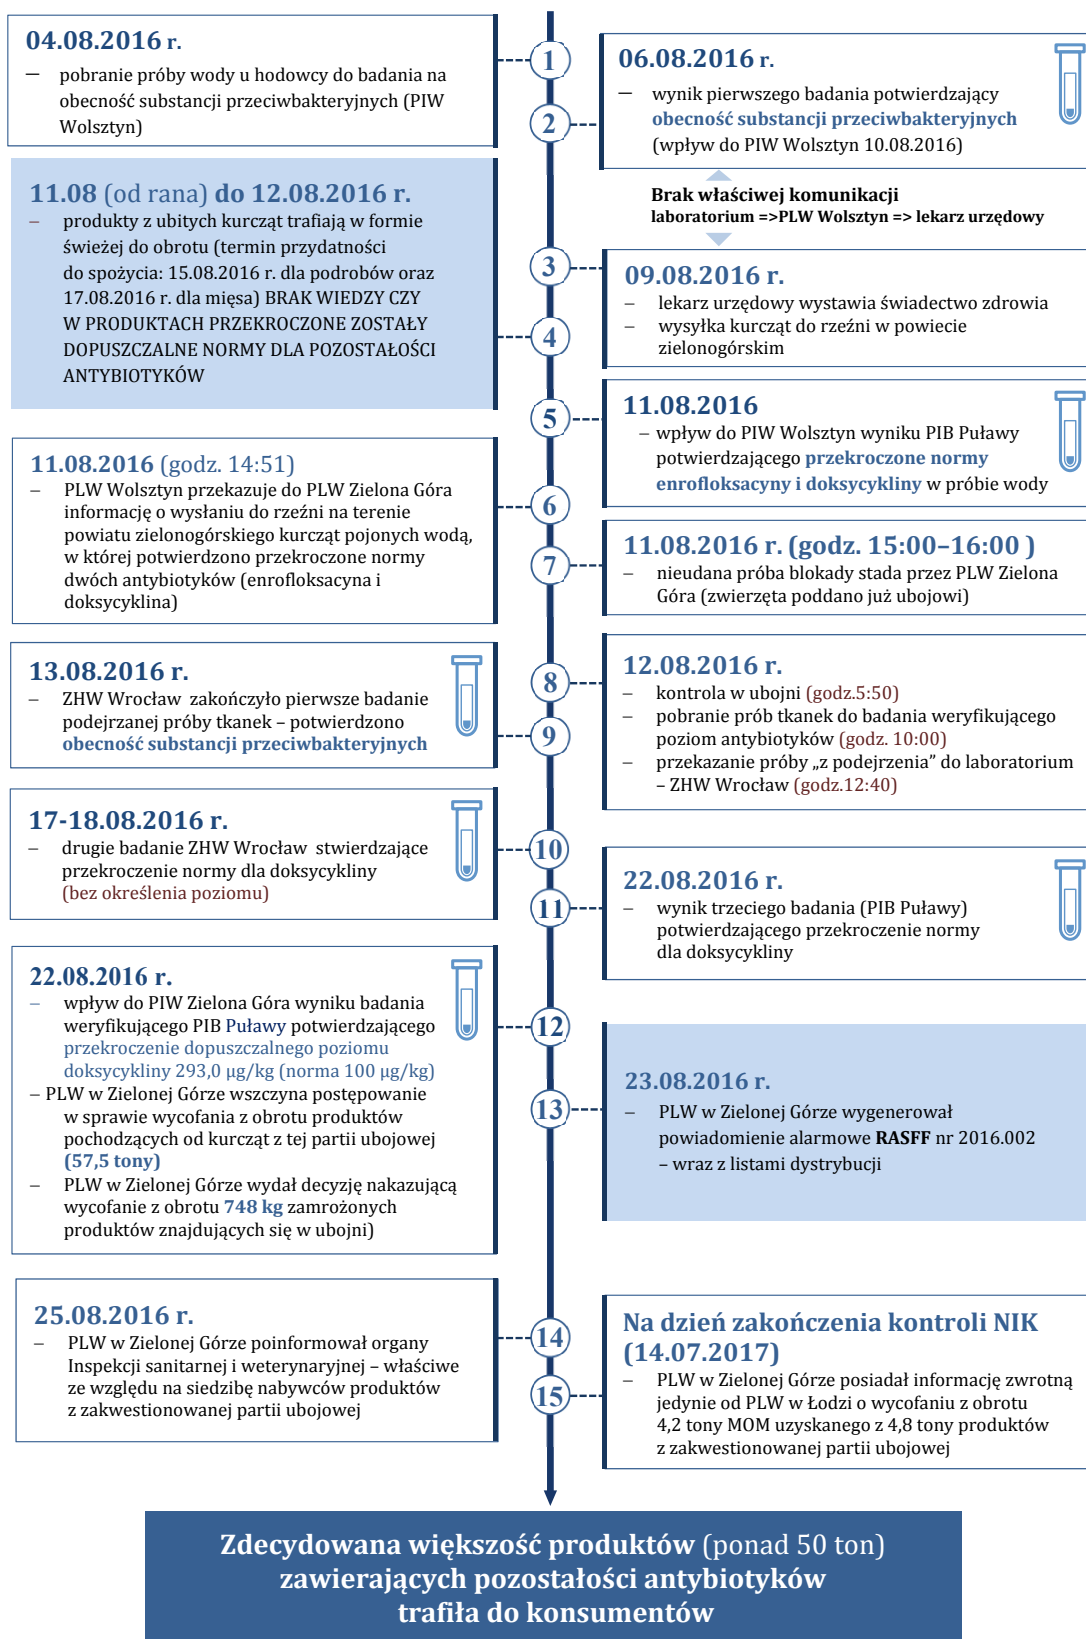 04.08.2016 r.
– pobranie próby wody u hodowcy do badania na
obecność substancji przeciwbakteryjnych (PIW
Wolsztyn)
1
06.08.2016 r.
– wynik pierwszego badania potwierdzający
obecność substancji przeciwbakteryjnych
(wpływ do PIW Wolsztyn 10.08.2016)
2
Brak właściwej komunikacji
laboratorium =>PLW Wolsztyn => lekarz urzędowy
3
09.08.2016 r.
– lekarz urzędowy wystawia świadectwo zdrowia
– wysyłka kurcząt do rzeźni w powiecie
zielonogórskim
11.08 (od rana) do 12.08.2016 r.
– produkty z ubitych kurcząt trafiają w formie
świeżej do obrotu (termin przydatności
do spożycia: 15.08.2016 r. dla podrobów oraz
17.08.2016 r. dla mięsa) BRAK WIEDZY CZY
W PRODUKTACH PRZEKROCZONE ZOSTAŁY
DOPUSZCZALNE NORMY DLA POZOSTAŁOŚCI
ANTYBIOTYKÓW
4
5
11.08.2016
– wpływ do PIW Wolsztyn wyniku PIB Puławy
potwierdzającego przekroczone normy
enrofloksacyny i doksycykliny w próbie wody
11.08.2016 (godz. 14:51)
– PLW Wolsztyn przekazuje do PLW Zielona Góra
informację o wysłaniu do rzeźni na terenie
powiatu zielonogórskiego kurcząt pojonych wodą,
w której potwierdzono przekroczone normy
dwóch antybiotyków (enrofloksacyna i
doksycyklina)
6
7
11.08.2016 r. (godz. 15:00–16:00 )
– nieudana próba blokady stada przez PLW Zielona
Góra (zwierzęta poddano już ubojowi)
8
12.08.2016 r.
– kontrola w ubojni (godz.5:50)
– pobranie prób tkanek do badania weryfikującego
poziom antybiotyków (godz. 10:00)
– przekazanie próby „z podejrzenia” do laboratorium
– ZHW Wrocław (godz.12:40)
13.08.2016 r.
– ZHW Wrocław zakończyło pierwsze badanie
podejrzanej próby tkanek – potwierdzono
obecność substancji przeciwbakteryjnych
9
17-18.08.2016 r.
– drugie badanie ZHW Wrocław stwierdzające
przekroczenie normy dla doksycykliny
(bez określenia poziomu)
10
11
22.08.2016 r.
– wynik trzeciego badania (PIB Puławy)
potwierdzającego przekroczenie normy
dla doksycykliny
22.08.2016 r.
– wpływ do PIW Zielona Góra wyniku badania
weryfikującego PIB Puławy potwierdzającego
przekroczenie dopuszczalnego poziomu
doksycykliny 293,0 µg/kg (norma 100 µg/kg)
– PLW w Zielonej Górze wszczyna postępowanie
w sprawie wycofania z obrotu produktów
pochodzących od kurcząt z tej partii ubojowej
(57,5 tony)
– PLW w Zielonej Górze wydał decyzję nakazującą
wycofanie z obrotu 748 kg zamrożonych
produktów znajdujących się w ubojni)
12
13
23.08.2016 r.
– PLW w Zielonej Górze wygenerował
powiadomienie alarmowe RASFF nr 2016.002
– wraz z listami dystrybucji
25.08.2016 r.
– PLW w Zielonej Górze poinformował organy
Inspekcji sanitarnej i weterynaryjnej – właściwe
ze względu na siedzibę nabywców produktów
z zakwestionowanej partii ubojowej
14
15
Na dzień zakończenia kontroli NIK
(14.07.2017)
– PLW w Zielonej Górze posiadał informację zwrotną
jedynie od PLW w Łodzi o wycofaniu z obrotu
4,2 tony MOM uzyskanego z 4,8 tony produktów
z zakwestionowanej partii ubojowej
Zdecydowana większość produktów (ponad 50 ton)
zawierających pozostałości antybiotyków
trafiła do konsumentów